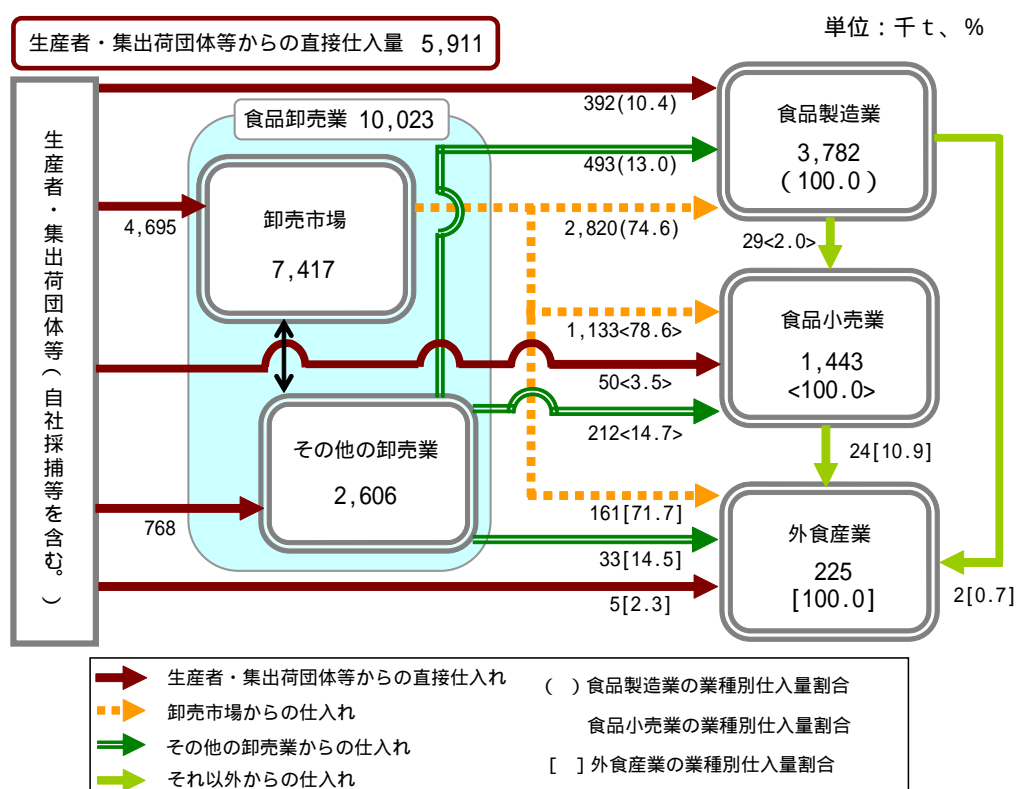 生産者・集出荷団体等からの直接仕入量 5,911
単位：千ｔ、％
生産者・集出荷団体等（自社採捕等を含む。）
食品卸売業 10,023
卸売市場
7,417
その他の卸売業
2,606
4,695
768
392(10.4)
493(13.0)
2,820(74.6)
食品製造業
3,782
(100.0)
29<2.0>
1,133<78.6>
50<3.5>
212<14.7>
食品小売業
1,443
<100.0>
24[10.9]
161[71.7]
33[14.5]
5[2.3]
外食産業
225
[100.0]
2[0.7]
生産者・集出荷団体等からの直接仕入れ
卸売市場からの仕入れ
その他の卸売業からの仕入れ
それ以外からの仕入れ
( ) 食品製造業の業種別仕入量割合
食品小売業の業種別仕入量割合
[ ] 外食産業の業種別仕入量割合